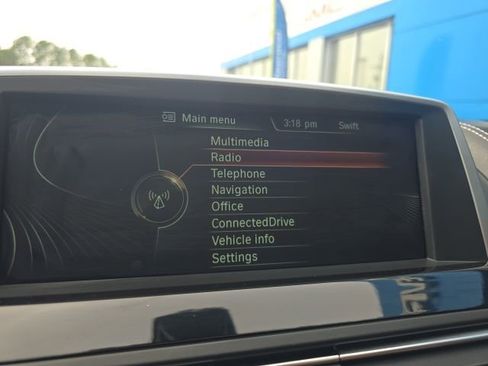 Main menu 3:18 pm Swift
Multimedia
Radio
Telephone
Navigation
Office
ConnectedDrive
Vehicle info
Settings